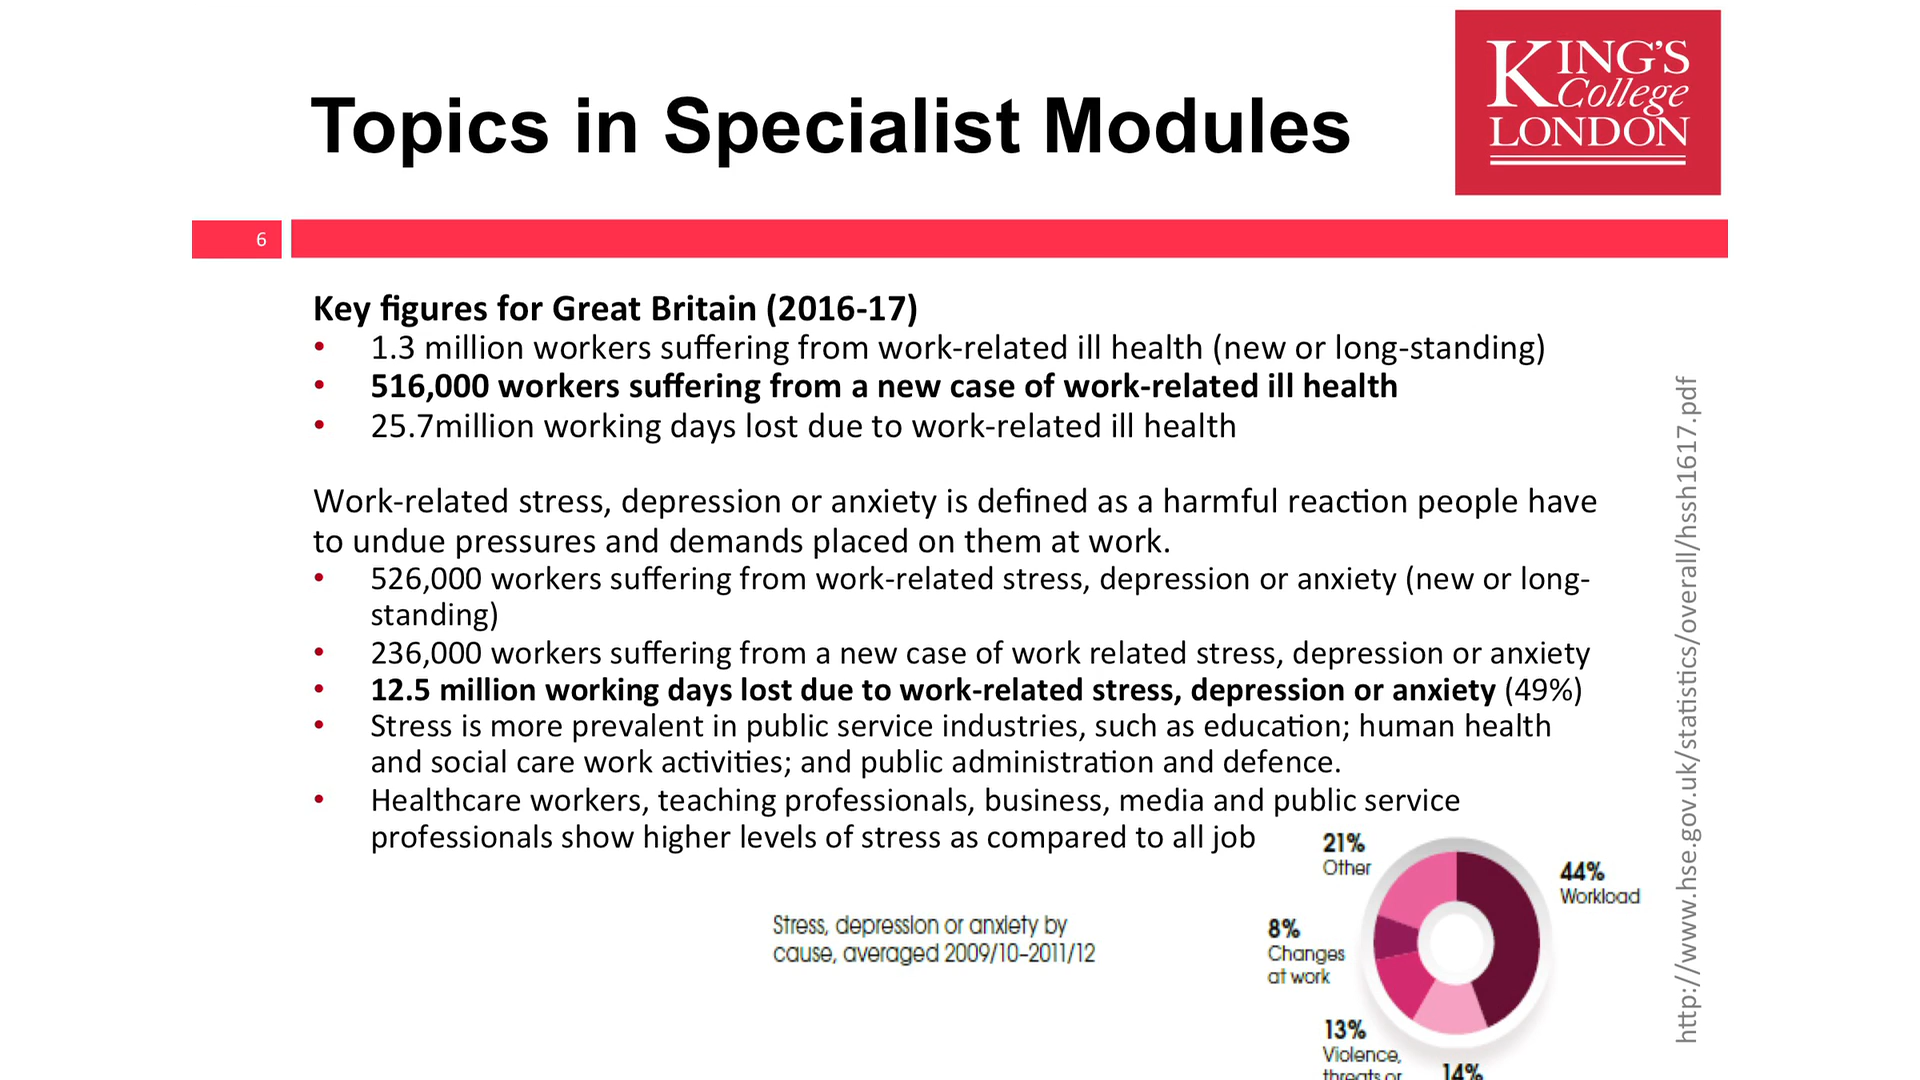 Topics in Specialist Modules
KING'S
College
LONDON
6
Key figures for Great Britain (2016-17)
• 1.3 million workers suffering from work-related ill health (new or long-standing)
• 516,000 workers suffering from a new case of work-related ill health
• 25.7million working days lost due to work-related ill health
Work-related stress, depression or anxiety is defined as a harmful reaction people have
to undue pressures and demands placed on them at work.
• 526,000 workers suffering from work-related stress, depression or anxiety (new or long-
standing)
• 236,000 workers suffering from a new case of work related stress, depression or anxiety
• 12.5 million working days lost due to work-related stress, depression or anxiety (49%)
• Stress is more prevalent in public service industries, such as education; human health
and social care work activities; and public administration and defence.
• Healthcare workers, teaching professionals, business, media and public service
professionals show higher levels of stress as compared to all job
Stress, depression or anxiety by
cause, averaged 2009/10–2011/12
21%
Other
44%
Workload
8%
Changes
at work
13%
Violence,
threats or
14%
http://www.hse.gov.uk/statistics/overall/hssh1617.pdf